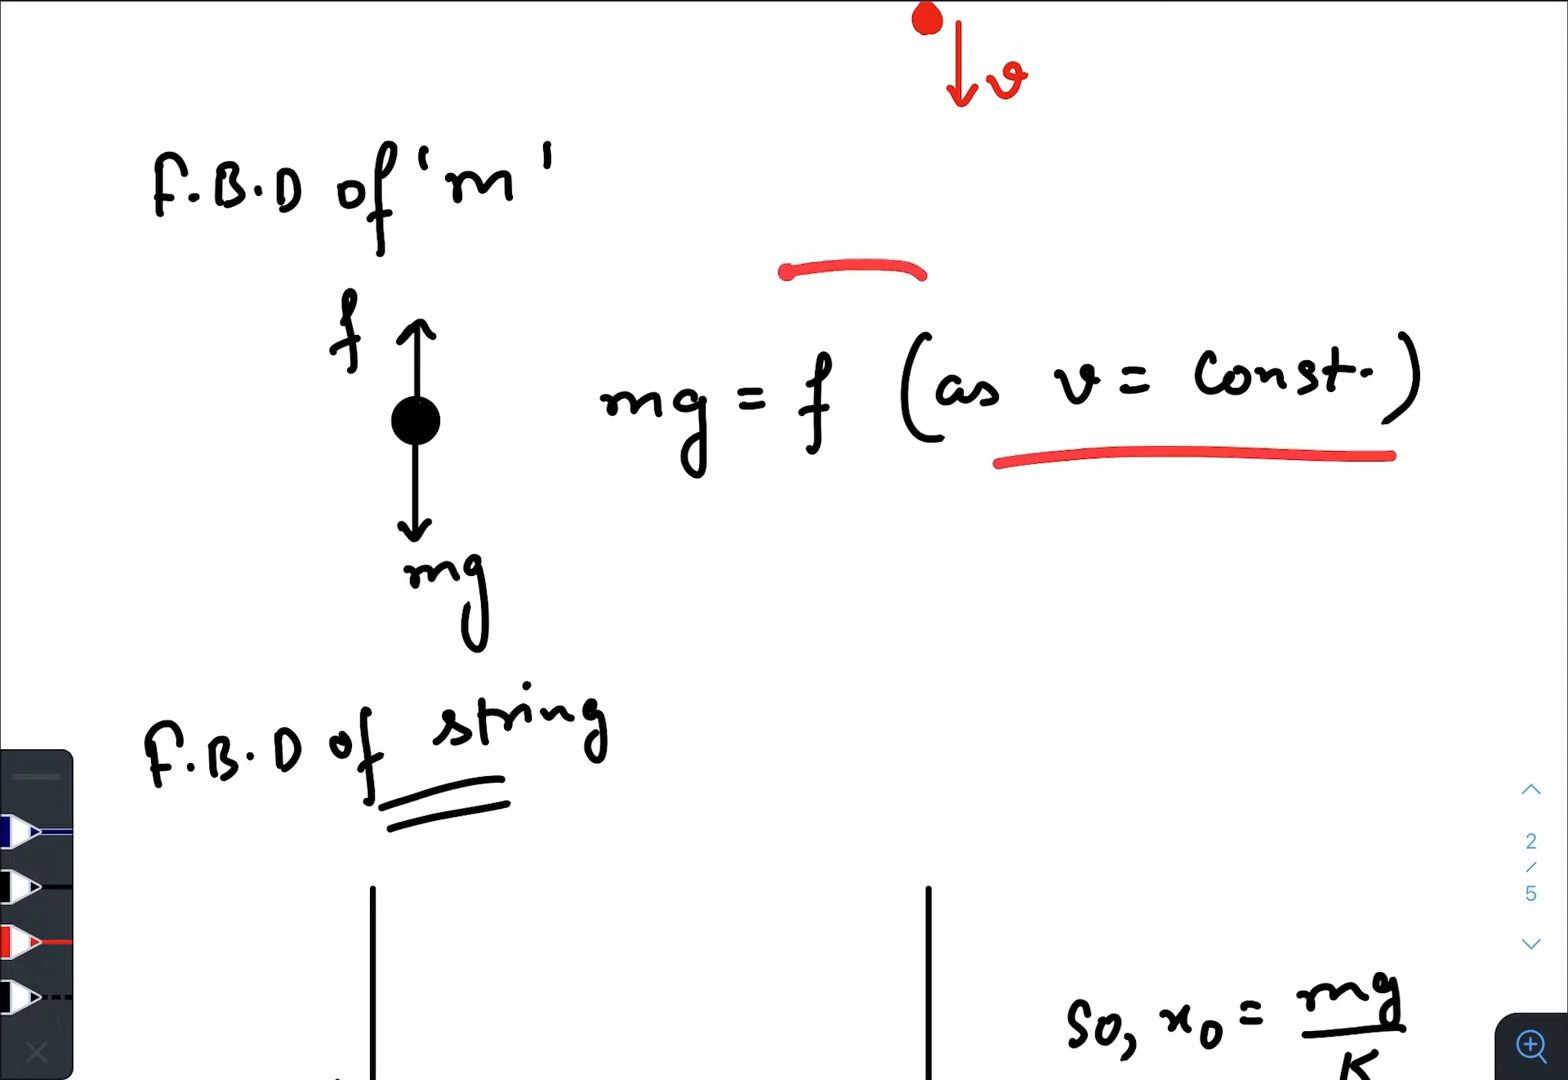 v
F.B.D of 'm'
f
mg = f (as v = const.)
mg
F.B.D of string
2
/
5
So, x₀ = mg
K